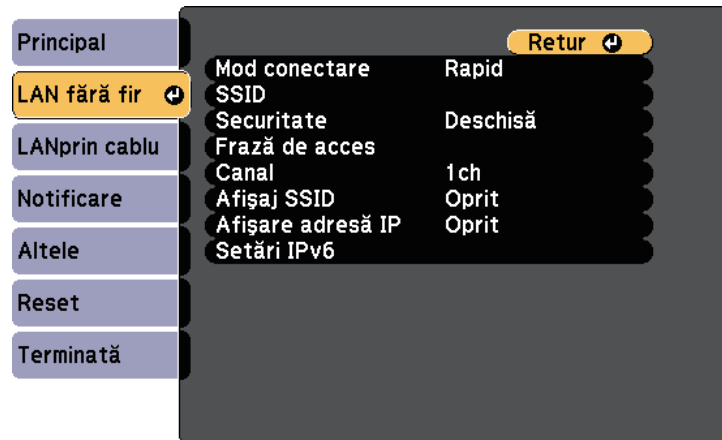 Principal
LAN fără fir
LANprin cablu
Notificare
Altele
Reset
Terminată
Retur
Mod conectare Rapid
SSID
Securitate Deschisă
Frază de acces
Canal 1ch
Afişaj SSID Oprit
Afişare adresă IP Oprit
Setări IPv6